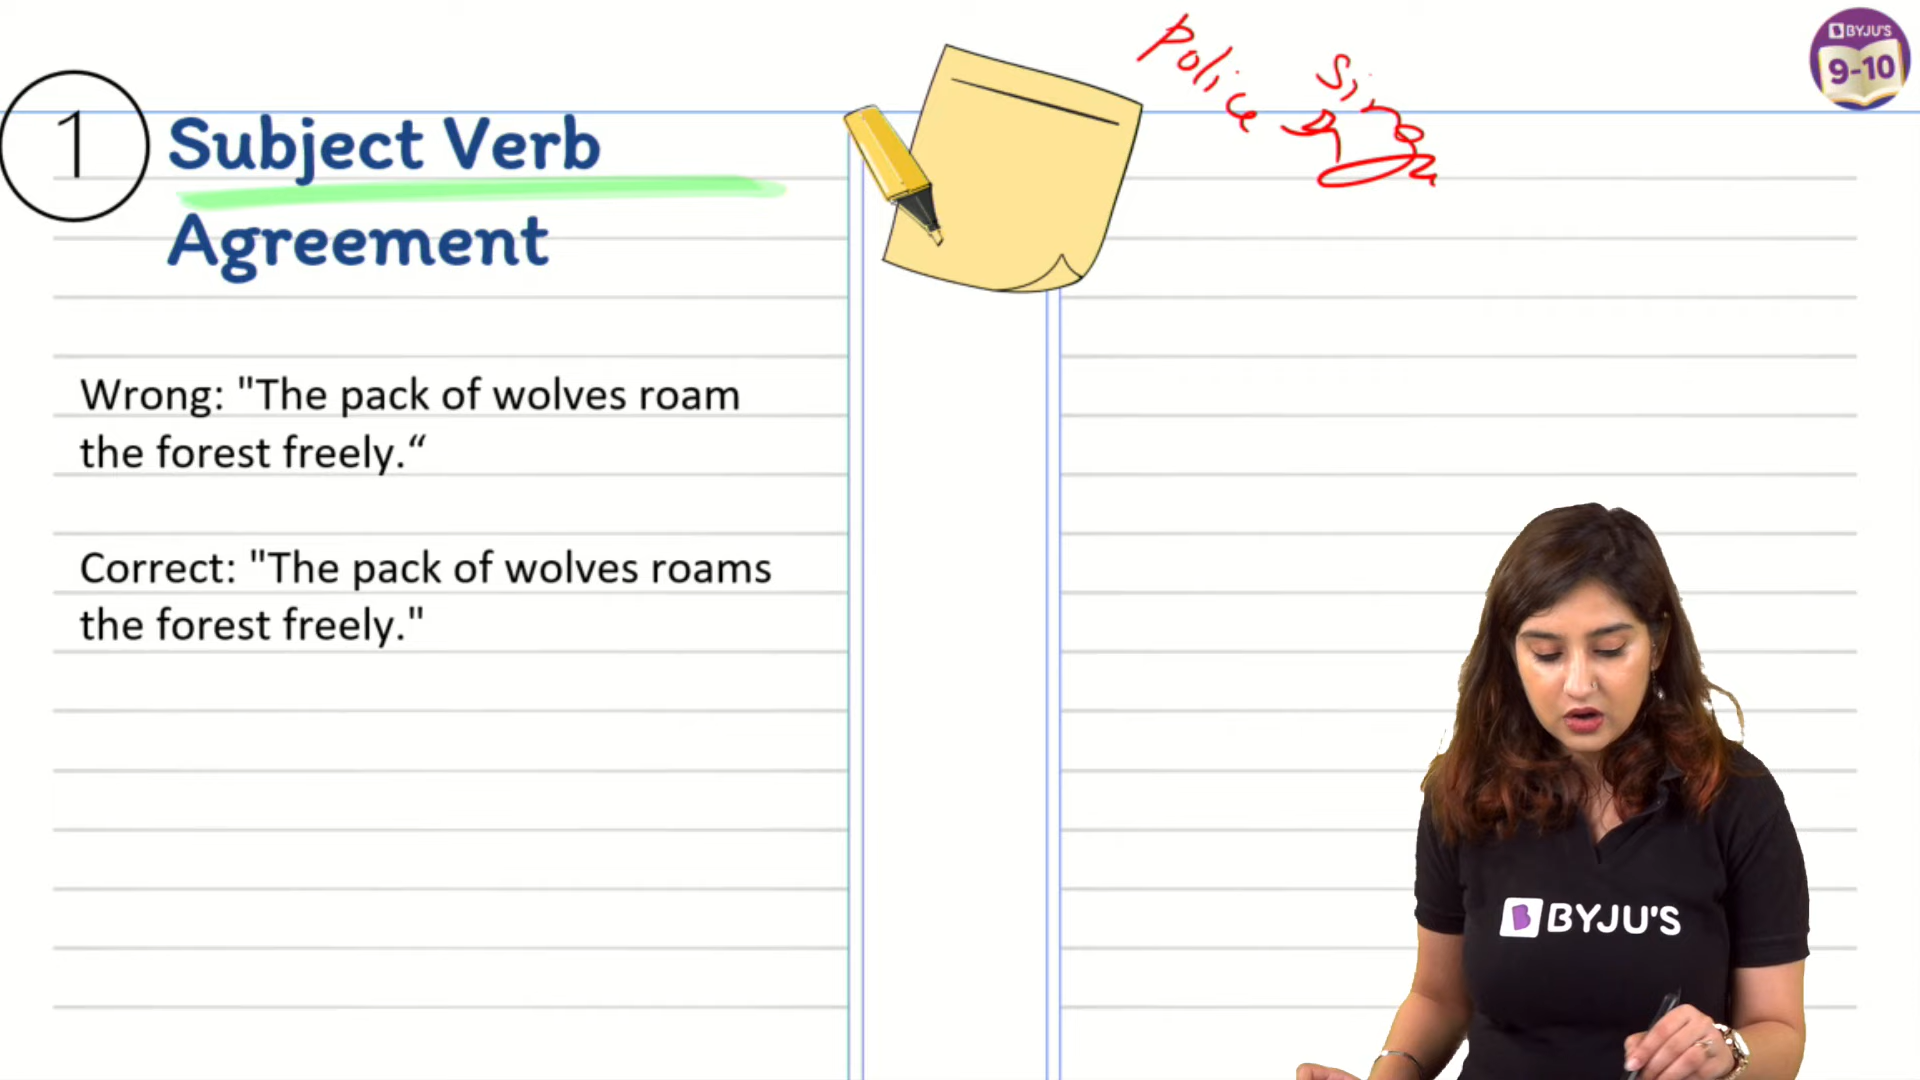 1
Subject Verb
Agreement
Wrong: "The pack of wolves roam
the forest freely.“
Correct: "The pack of wolves roams
the forest freely."
Police
Sing
BYJU'S
9-10
BYJU'S